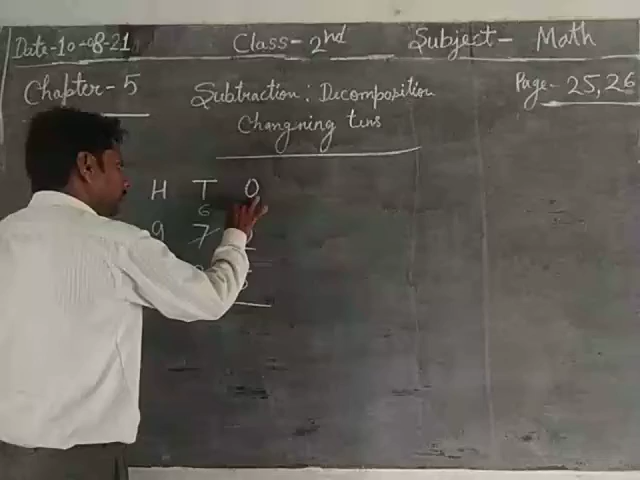 Date-10-08-21 Class-2nd Subject- Math
Chapter-5 Subtraction: Decomposition Page- 25,26
Changening tens
H T O
6
9 7